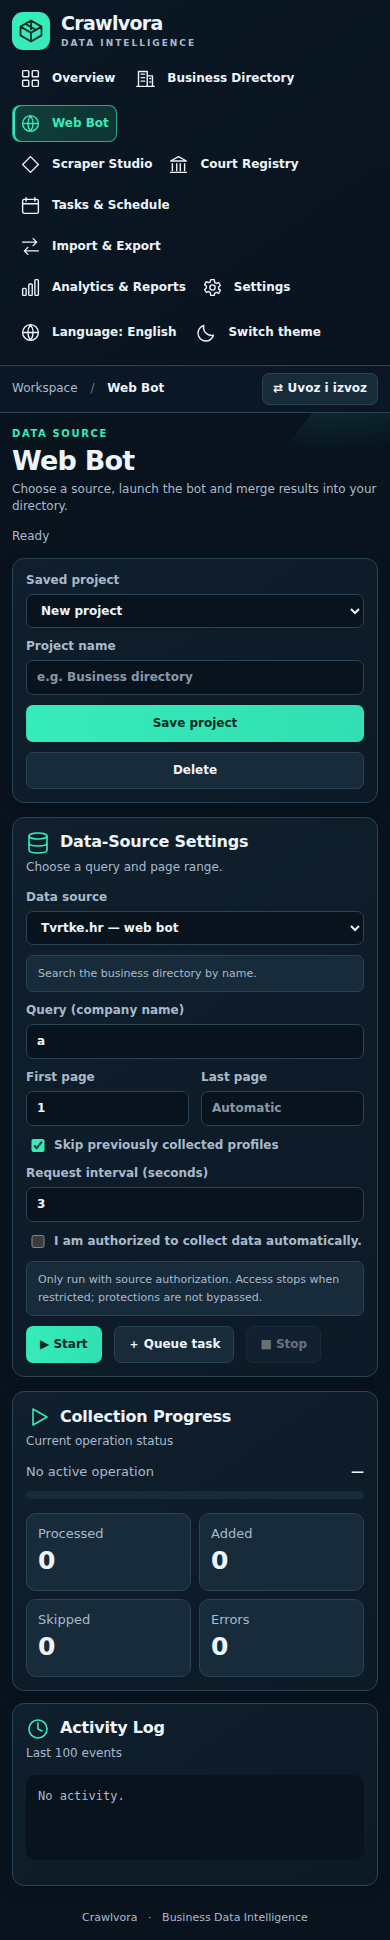 Crawlvora
DATA INTELLIGENCE
Overview
Business Directory
Web Bot
Scraper Studio
Court Registry
Tasks & Schedule
Import & Export
Analytics & Reports
Settings
Language: English
Switch theme
Workspace / Web Bot
⇄ Uvoz i izvoz
DATA SOURCE
Web Bot
Choose a source, launch the bot and merge results into your
directory.
Ready
Saved project
New project
Project name
e.g. Business directory
Save project
Delete
Data-Source Settings
Choose a query and page range.
Data source
Tvrtke.hr — web bot
Search the business directory by name.
Query (company name)
a
First page
Last page
1
Automatic
Skip previously collected profiles
Request interval (seconds)
3
I am authorized to collect data automatically.
Only run with source authorization. Access stops when
restricted; protections are not bypassed.
▶ Start
+ Queue task
■ Stop
Collection Progress
Current operation status
No active operation —
Processed
0
Added
0
Skipped
0
Errors
0
Activity Log
Last 100 events
No activity.
Crawlvora · Business Data Intelligence